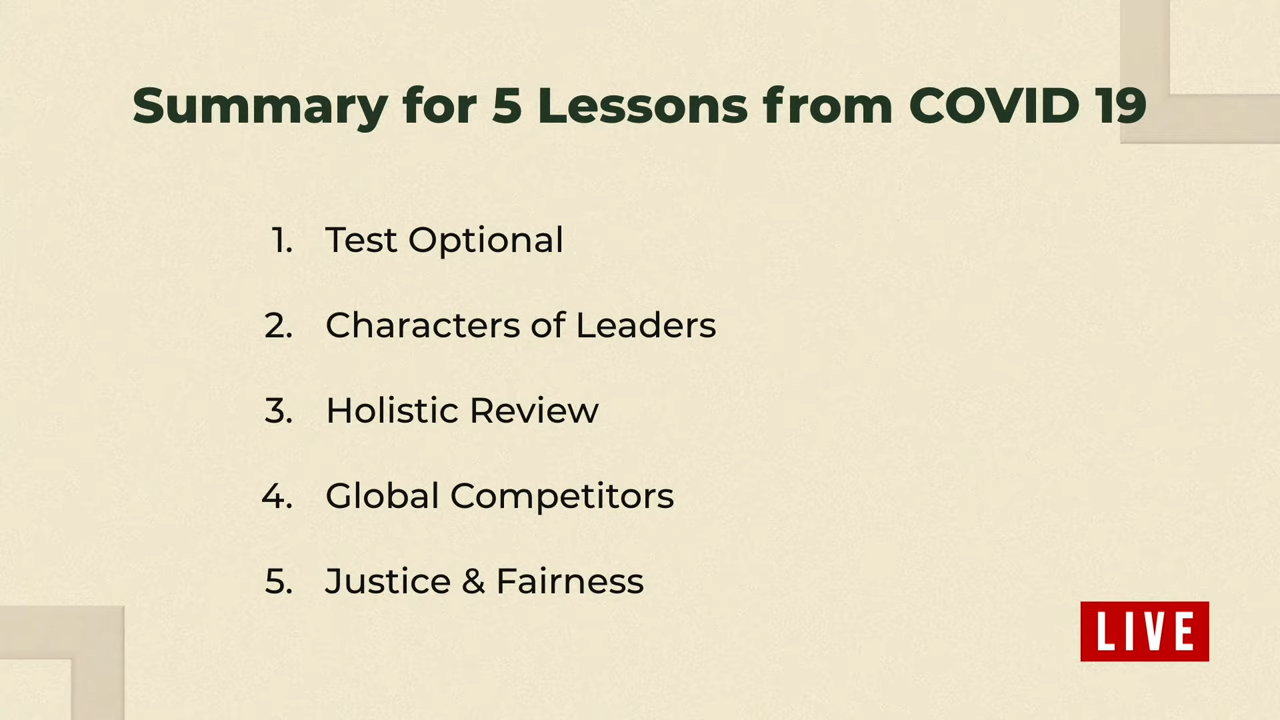 Summary for 5 Lessons from COVID 19
1. Test Optional
2. Characters of Leaders
3. Holistic Review
4. Global Competitors
5. Justice & Fairness
LIVE